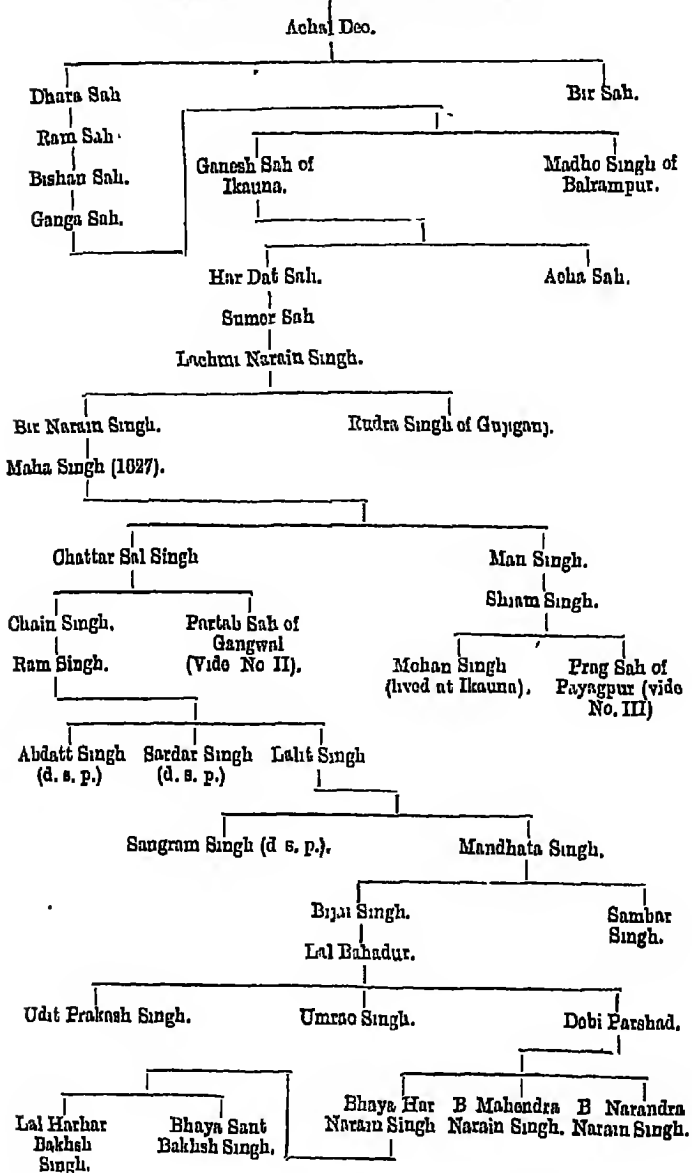 Achal Deo.
Dhara Sah
Bir Sah.
Ram Sah
Bishan Sah.
Ganga Sah.
Ganesh Sah of
Ikauna.
Madho Singh of
Balrampur.
Har Dat Sah.
Acha Sah.
Sumer Sah
Lachmi Narain Singh.
Bir Narain Singh.
Rudra Singh of Gujiganj.
Maha Singh (1627).
Chattar Sal Singh
Man Singh.
Shiam Singh.
Chain Singh.
Partab Sah of
Gangwal
(Vide No II).
Ram Singh.
Mohan Singh
(lived at Ikauna).
Prag Sah of
Payagpur (vide
No. III)
Abdatt Singh
(d. s. p.)
Sardar Singh
(d. s. p.)
Lalit Singh
Sangram Singh (d s. p.).
Mandhata Singh.
Bijai Singh.
Sambar
Singh.
Lal Bahadur.
Udit Prakash Singh.
Umrao Singh.
Debi Parshad.
Bhaya Har
Narain Singh
B Mahendra
Narain Singh.
B Narandra
Narain Singh.
Lal Harhar
Bakhsh
Singh.
Bhaya Sant
Bakhsh Singh.